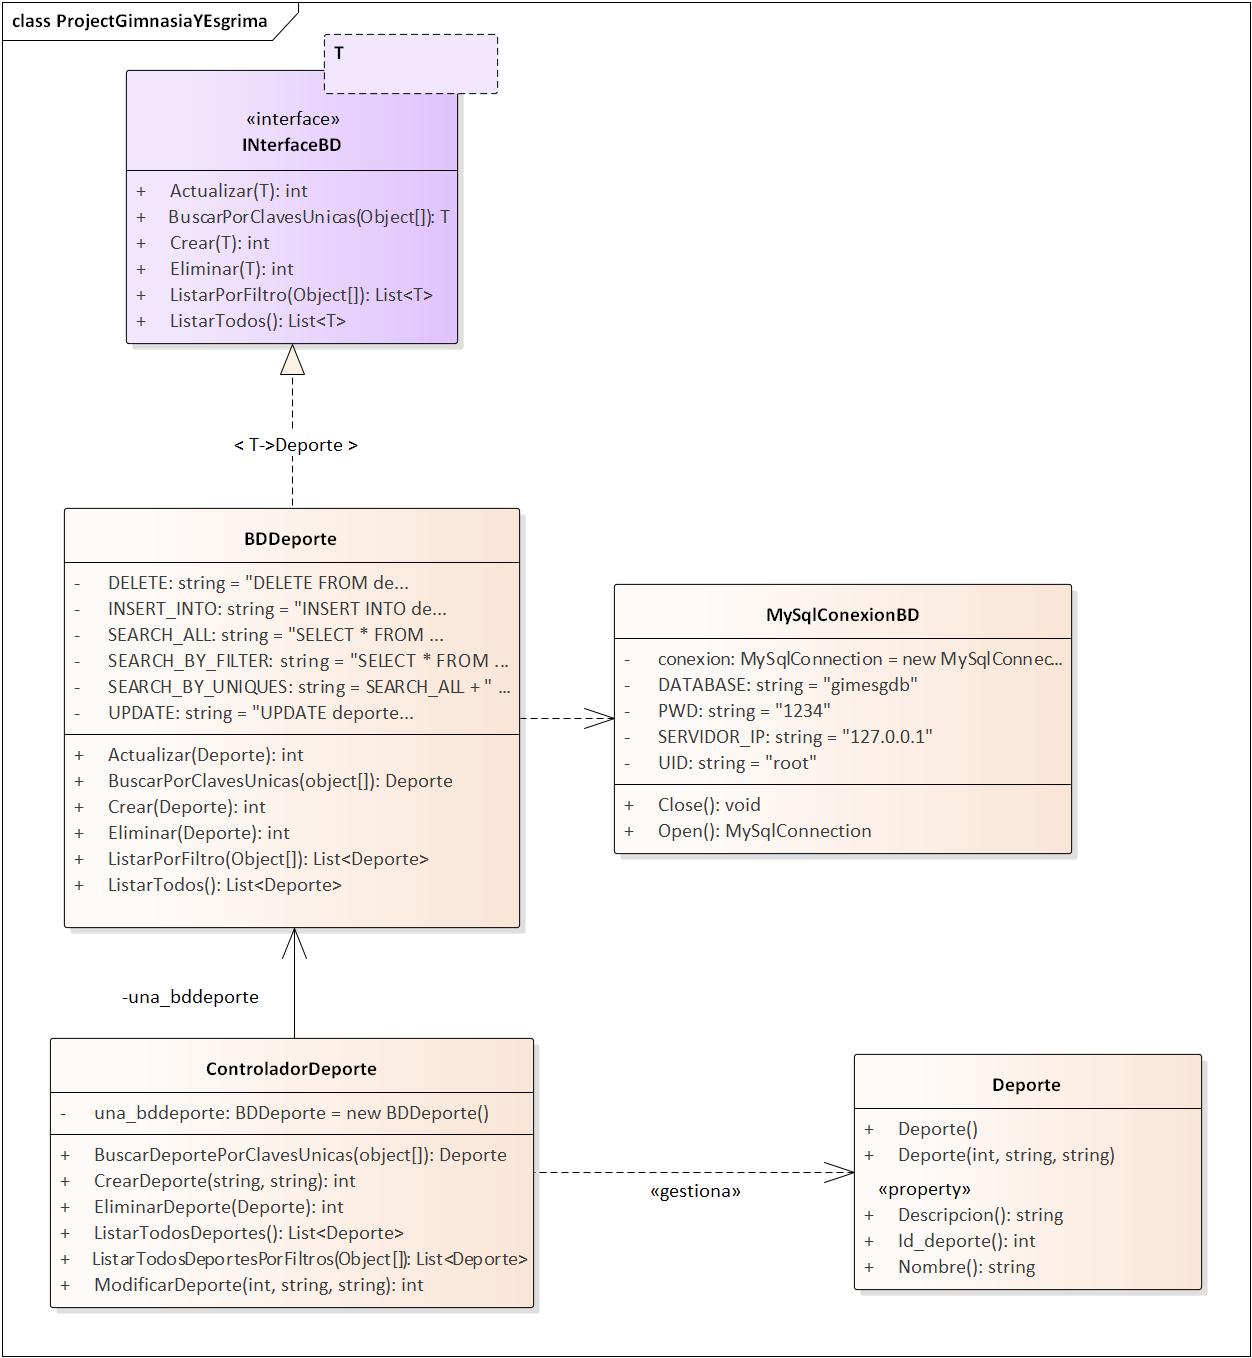 class ProjectGimnasiaYEsgrima
T
«interface»
INterfaceBD
+ Actualizar(T): int
+ BuscarPorClavesUnicas(Object[]): T
+ Crear(T): int
+ Eliminar(T): int
+ ListarPorFiltro(Object[]): List<T>
+ ListarTodos(): List<T>
< T->Deporte >
BDDeporte
- DELETE: string = "DELETE FROM de...
- INSERT_INTO: string = "INSERT INTO de...
- SEARCH_ALL: string = "SELECT * FROM ...
- SEARCH_BY_FILTER: string = "SELECT * FROM ...
- SEARCH_BY_UNIQUES: string = SEARCH_ALL + " ...
- UPDATE: string = "UPDATE deporte...
+ Actualizar(Deporte): int
+ BuscarPorClavesUnicas(object[]): Deporte
+ Crear(Deporte): int
+ Eliminar(Deporte): int
+ ListarPorFiltro(Object[]): List<Deporte>
+ ListarTodos(): List<Deporte>
MySqlConexionBD
- conexion: MySqlConnection = new MySqlConnec...
- DATABASE: string = "gimesgdb"
- PWD: string = "1234"
- SERVIDOR_IP: string = "127.0.0.1"
- UID: string = "root"
+ Close(): void
+ Open(): MySqlConnection
-una_bddeporte
ControladorDeporte
- una_bddeporte: BDDeporte = new BDDeporte()
+ BuscarDeportePorClavesUnicas(object[]): Deporte
+ CrearDeporte(string, string): int
+ EliminarDeporte(Deporte): int
+ ListarTodosDeportes(): List<Deporte>
+ ListarTodosDeportesPorFiltros(Object[]): List<Deporte>
+ ModificarDeporte(int, string, string): int
«gestiona»
Deporte
+ Deporte()
+ Deporte(int, string, string)
«property»
+ Descripcion(): string
+ Id_deporte(): int
+ Nombre(): string